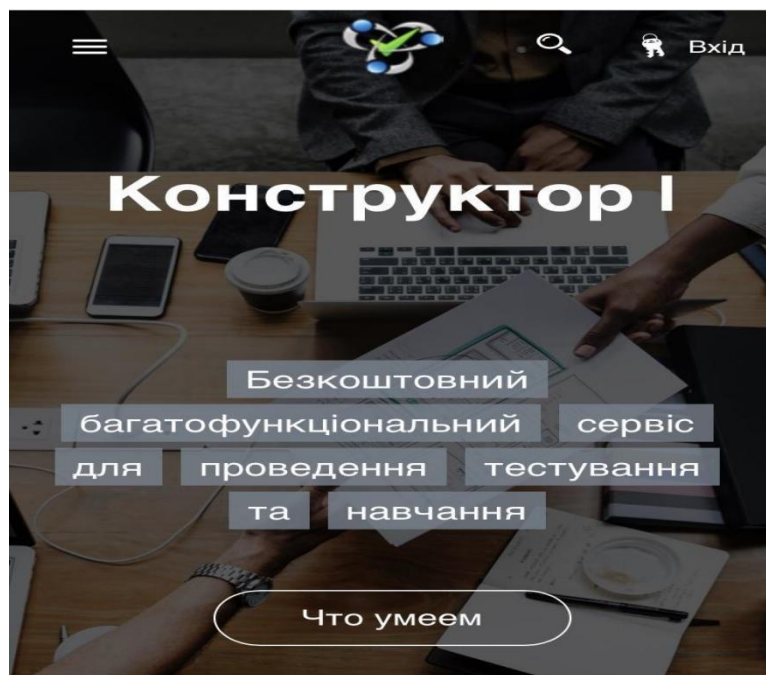 Вхід
Конструктор І
Безкоштовний
багатофункціональний сервіс
для проведення тестування
та навчання
Что умеем